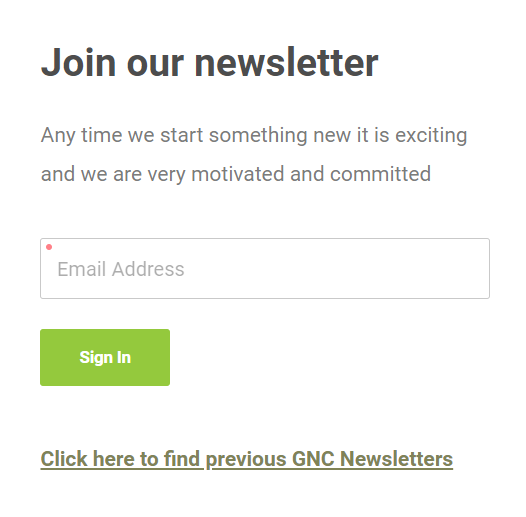 Join our newsletter
Any time we start something new it is exciting
and we are very motivated and committed
Email Address
Sign In
Click here to find previous GNC Newsletters